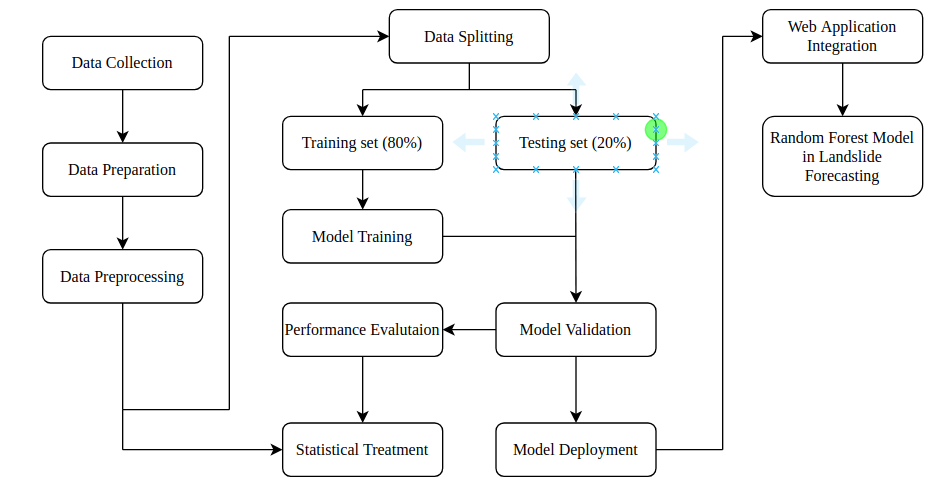 Data Collection
Data Preparation
Data Preprocessing
Data Splitting
Training set (80%)
Testing set (20%)
Model Training
Performance Evalutaion
Model Validation
Statistical Treatment
Model Deployment
Web Application
Integration
Random Forest Model
in Landslide
Forecasting